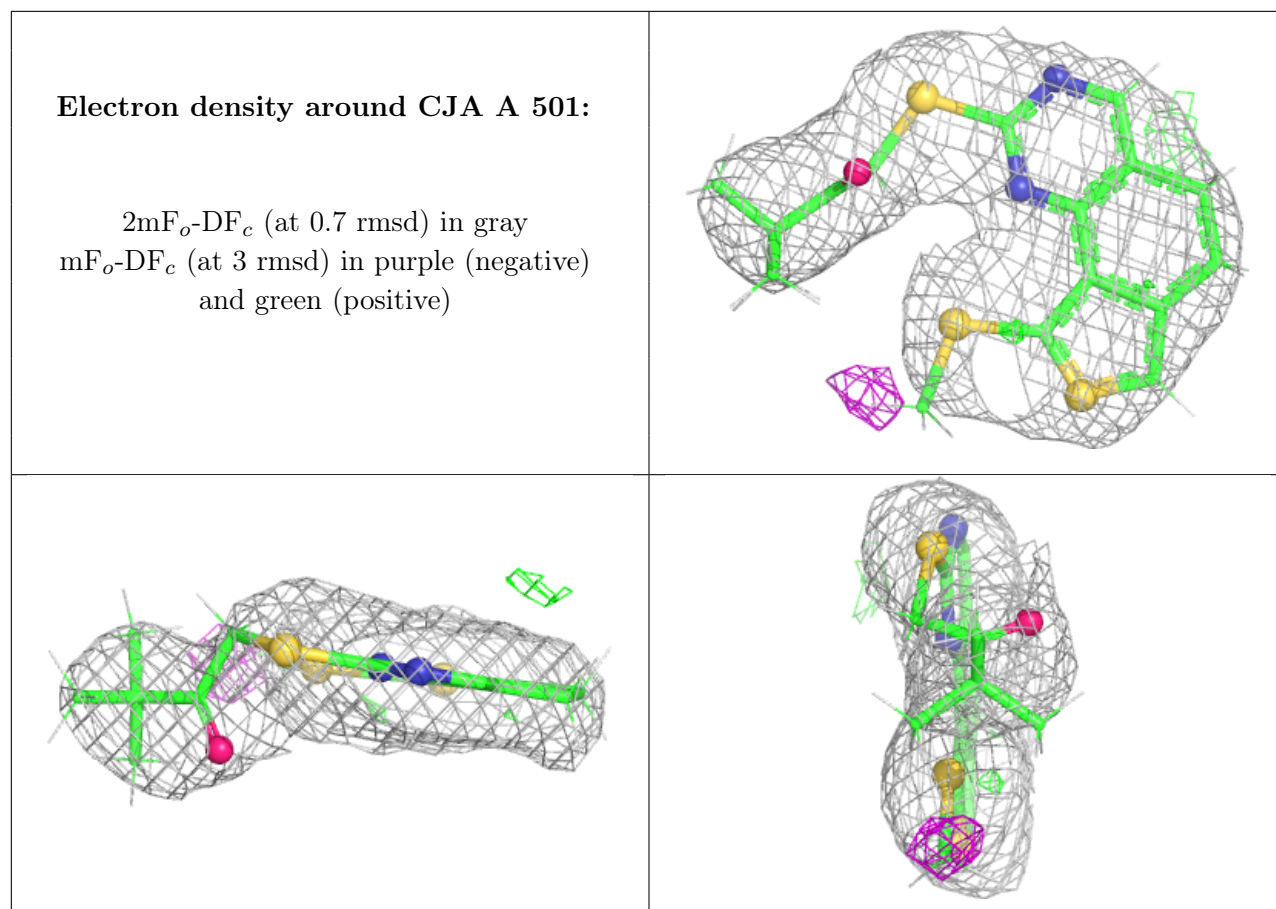 Electron density around CJA A 501:
2mFₒ-DF𝒸 (at 0.7 rmsd) in gray
mFₒ-DF𝒸 (at 3 rmsd) in purple (negative)
and green (positive)